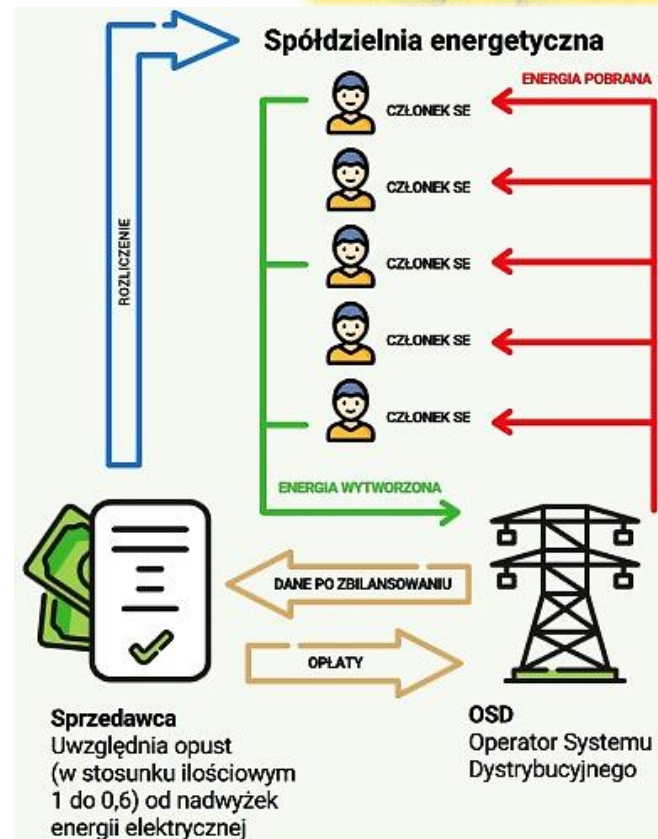 Spółdzielnia energetyczna
ENERGIA POBRANA
CZŁONEK SE
CZŁONEK SE
CZŁONEK SE
CZŁONEK SE
CZŁONEK SE
ROZLICZENIE
ENERGIA WYTWORZONA
DANE PO ZBILANSOWANIU
OPŁATY
Sprzedawca
Uwzględnia opust
(w stosunku ilościowym
1 do 0,6) od nadwyżek
energii elektrycznej
OSD
Operator Systemu
Dystrybucyjnego